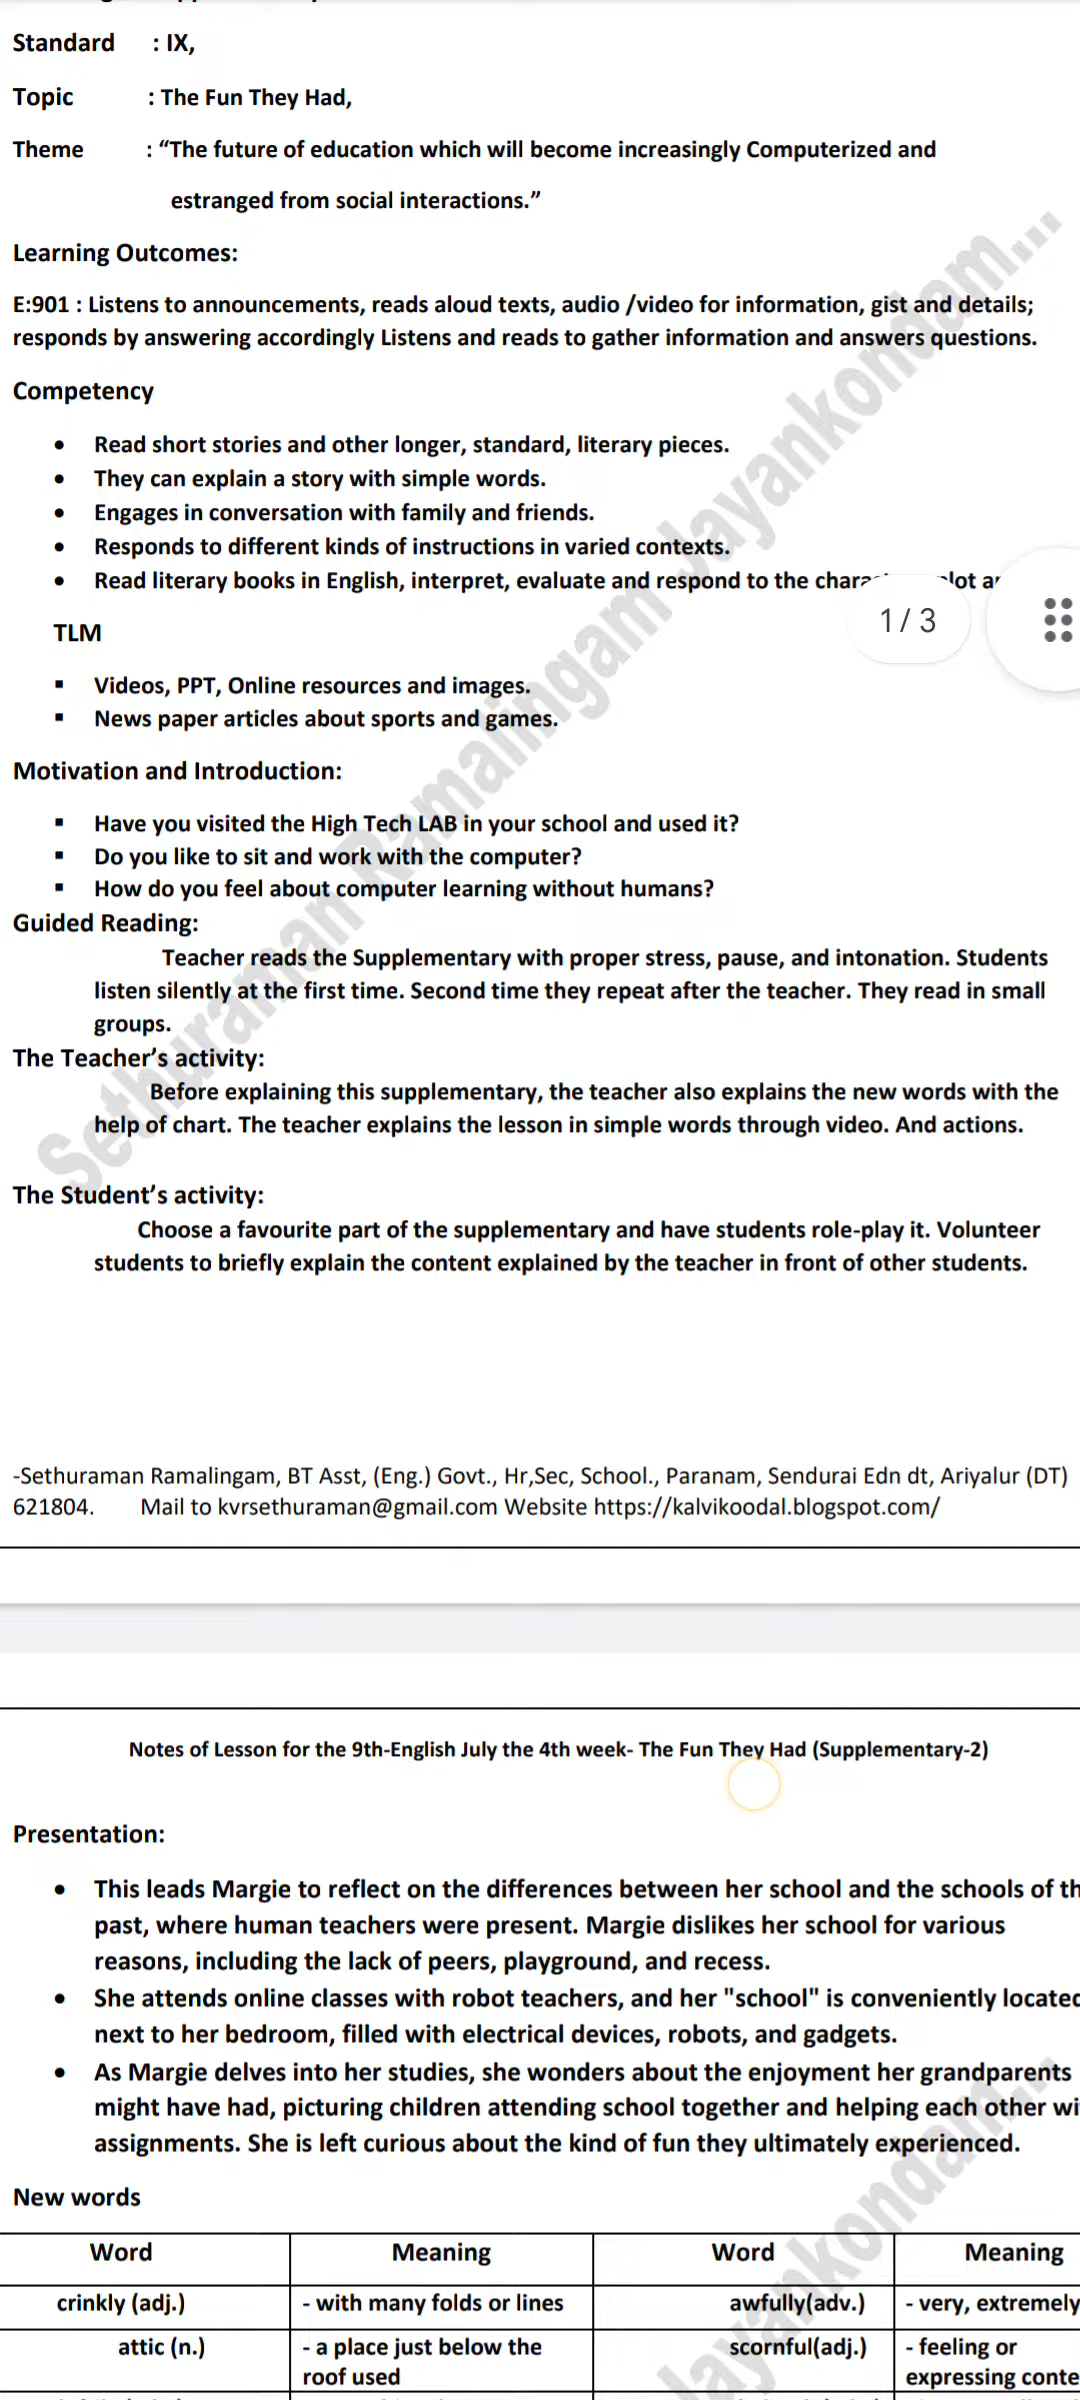 Standard : IX,
Topic : The Fun They Had,
Theme : “The future of education which will become increasingly Computerized and
estranged from social interactions.”
Learning Outcomes:
E:901 : Listens to announcements, reads aloud texts, audio /video for information, gist and details;
responds by answering accordingly Listens and reads to gather information and answers questions.
Competency
• Read short stories and other longer, standard, literary pieces.
• They can explain a story with simple words.
• Engages in conversation with family and friends.
• Responds to different kinds of instructions in varied contexts.
• Read literary books in English, interpret, evaluate and respond to the
1 / 3
TLM
▪ Videos, PPT, Online resources and images.
▪ News paper articles about sports and games.
Motivation and Introduction:
▪ Have you visited the High Tech LAB in your school and used it?
▪ Do you like to sit and work with the computer?
▪ How do you feel about computer learning without humans?
Guided Reading:
Teacher reads the Supplementary with proper stress, pause, and intonation. Students
listen silently at the first time. Second time they repeat after the teacher. They read in small
groups.
The Teacher’s activity:
Before explaining this supplementary, the teacher also explains the new words with the
help of chart. The teacher explains the lesson in simple words through video. And actions.
The Student’s activity:
Choose a favourite part of the supplementary and have students role-play it. Volunteer
students to briefly explain the content explained by the teacher in front of other students.
Sethuraman Ramalingam Jayankondam...
-Sethuraman Ramalingam, BT Asst, (Eng.) Govt., Hr,Sec, School., Paranam, Sendurai Edn dt, Ariyalur (DT)
621804. Mail to kvrsethuraman@gmail.com Website https://kalvikoodal.blogspot.com/
Notes of Lesson for the 9th-English July the 4th week- The Fun They Had (Supplementary-2)
Presentation:
• This leads Margie to reflect on the differences between her school and the schools of
past, where human teachers were present. Margie dislikes her school for various
reasons, including the lack of peers, playground, and recess.
• She attends online classes with robot teachers, and her "school" is conveniently
next to her bedroom, filled with electrical devices, robots, and gadgets.
• As Margie delves into her studies, she wonders about the enjoyment her grandparents
might have had, picturing children attending school together and helping each other
assignments. She is left curious about the kind of fun they ultimately experienced.
New words
Word Meaning Word Meaning
crinkly (adj.) - with many folds or lines awfully(adv.) - very, extremely
attic (n.) - a place just below the scornful(adj.) - feeling or
roof used expressing
Jayankondam...